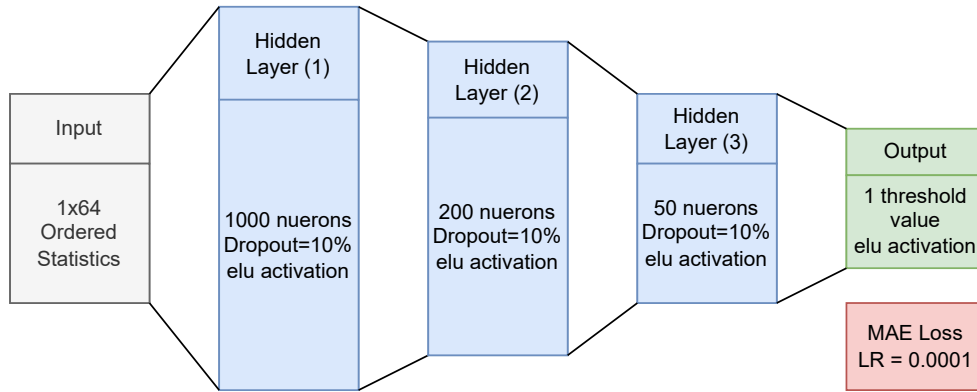 Input
1x64
Ordered
Statistics
Hidden
Layer (1)
1000 nuerons
Dropout=10%
elu activation
Hidden
Layer (2)
200 nuerons
Dropout=10%
elu activation
Hidden
Layer (3)
50 nuerons
Dropout=10%
elu activation
Output
1 threshold
value
elu activation
MAE Loss
LR = 0.0001